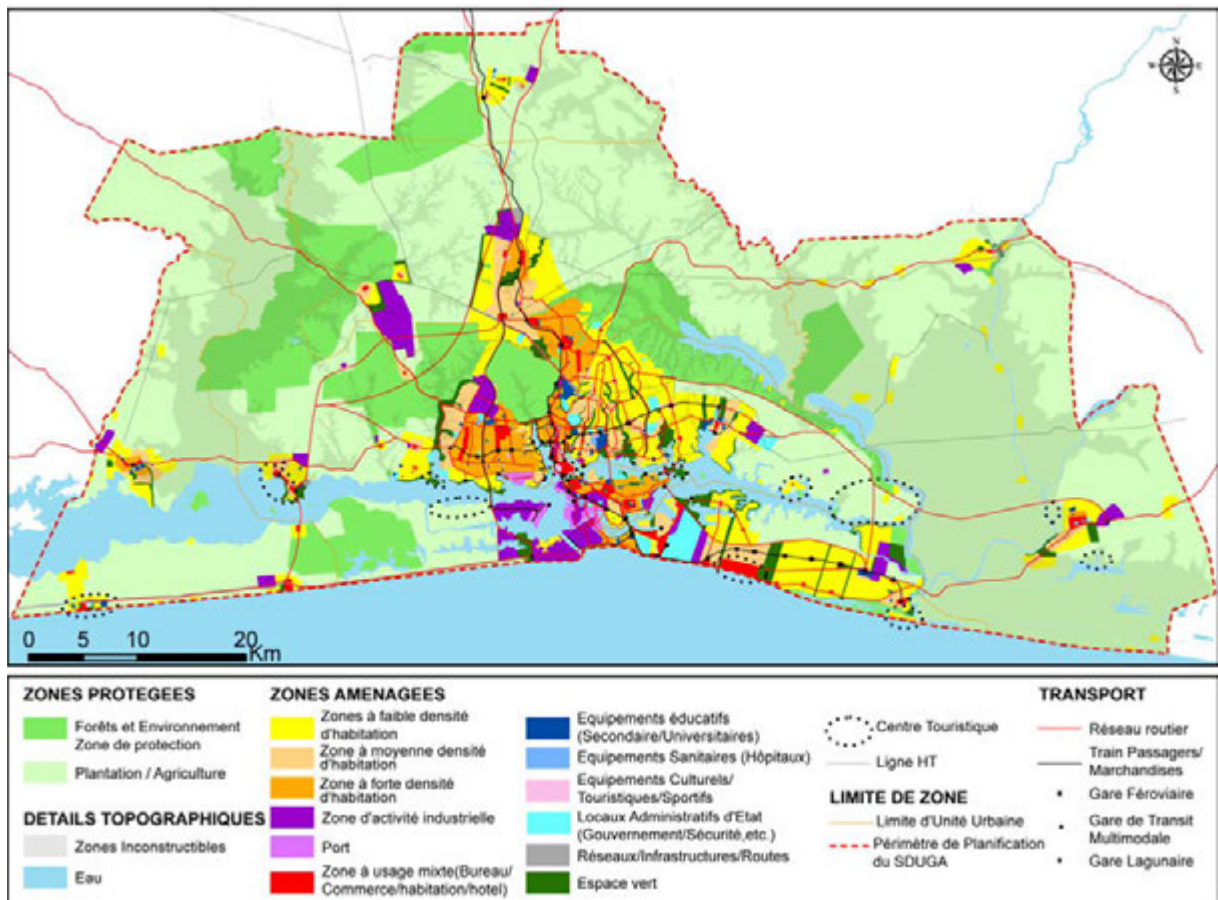 N
W E
S
0 5 10 20
Km
ZONES PROTEGEES
Forêts et Environnement
Zone de protection
Plantation / Agriculture
DETAILS TOPOGRAPHIQUES
Zones Inconstructibles
Eau
ZONES AMENAGEES
Zones à faible densité
d'habitation
Zone à moyenne densité
d'habitation
Zone à forte densité
d'habitation
Zone d'activité industrielle
Port
Zone à usage mixte(Bureau/
Commerce/habitation/hotel)
Equipements éducatifs
(Secondaire/Universitaires)
Equipements Sanitaires (Hôpitaux)
Equipements Culturels/
Touristiques/Sportifs
Locaux Administratifs d'Etat
(Gouvernement/Sécurité,etc.)
Réseaux/Infrastructures/Routes
Espace vert
Centre Touristique
Ligne HT
LIMITE DE ZONE
Limite d'Unité Urbaine
Périmètre de Planification
du SDUGA
TRANSPORT
Réseau routier
Train Passagers/
Marchandises
Gare Féroviaire
Gare de Transit
Multimodale
Gare Lagunaire